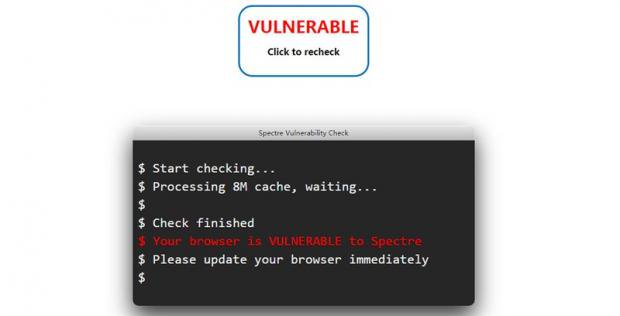 VULNERABLE
Click to recheck
Spectre Vulnerability Check
$ Start checking...
$ Processing 8M cache, waiting...
$
$ Check finished
$ Your browser is VULNERABLE to Spectre
$ Please update your browser immediately
$